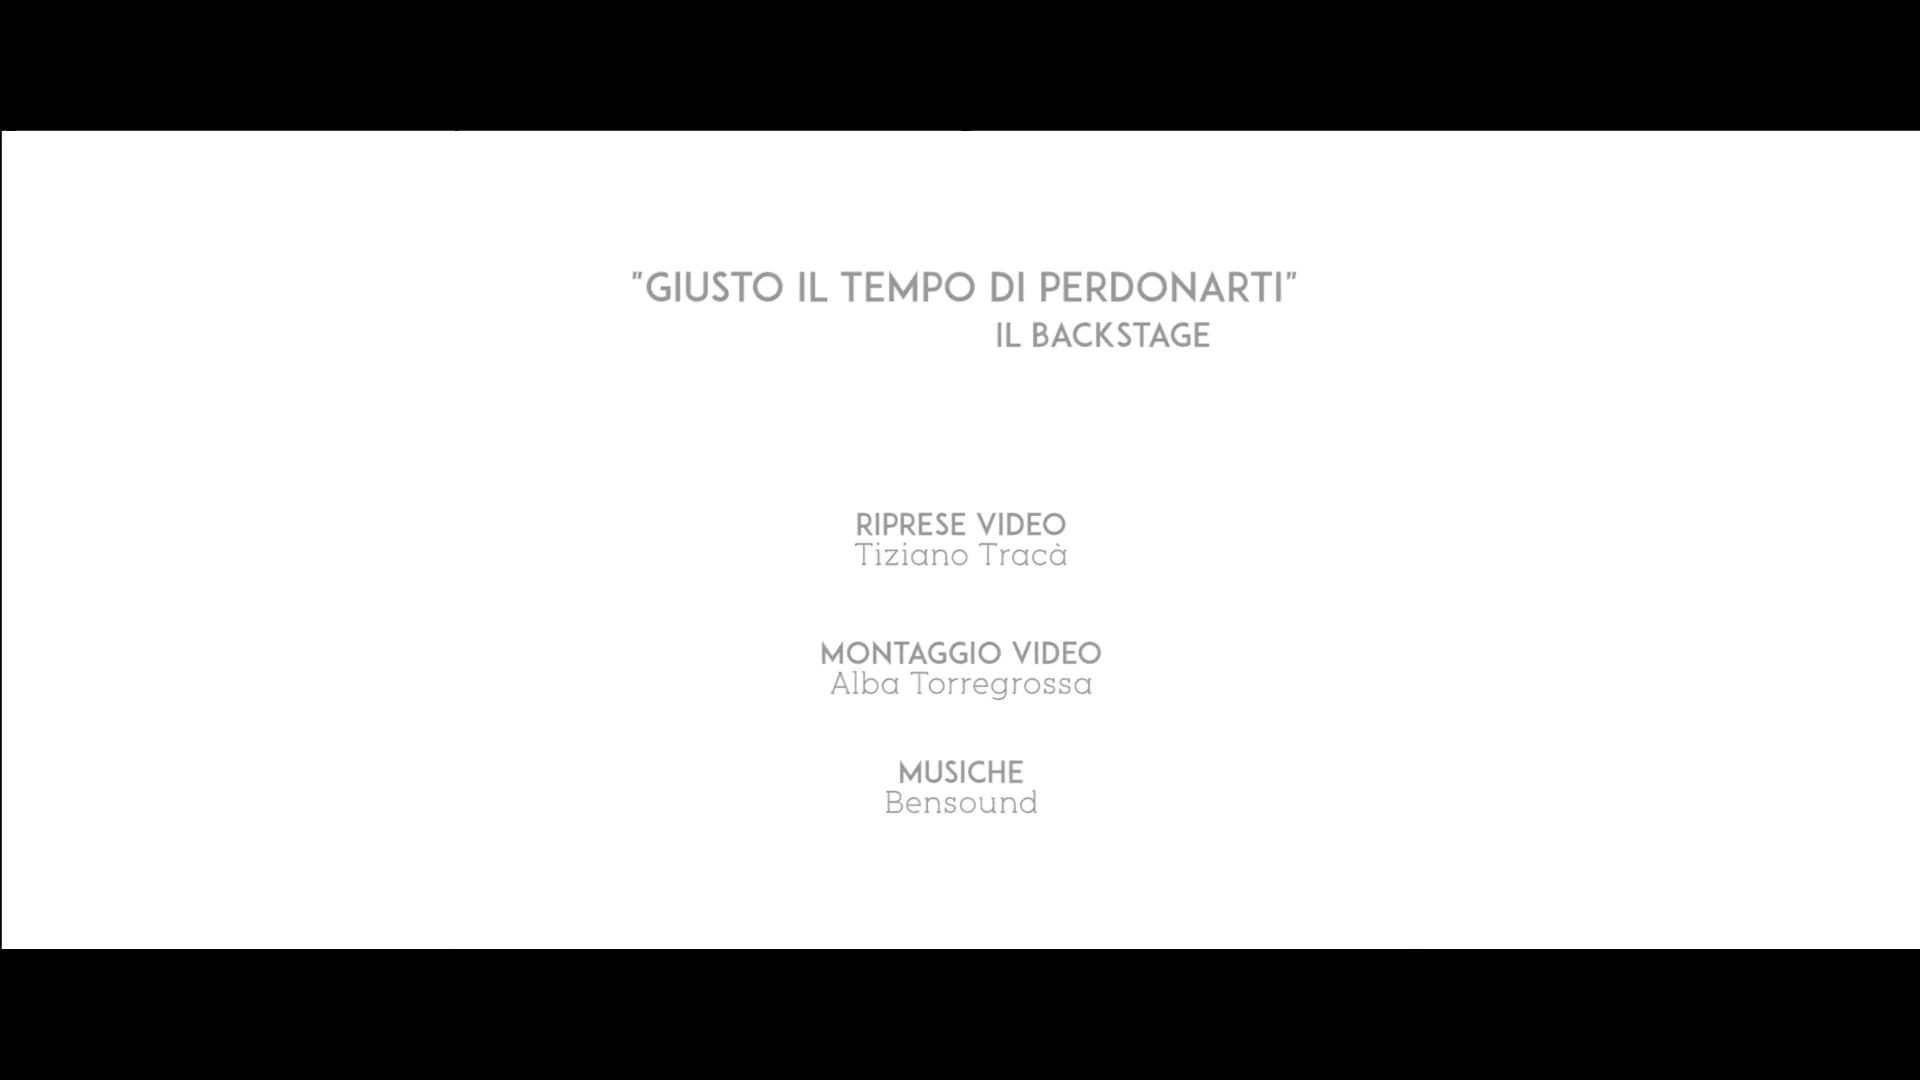 "GIUSTO IL TEMPO DI PERDONARTI"
IL BACKSTAGE
RIPRESE VIDEO
Tiziano Tracà
MONTAGGIO VIDEO
Alba Torregrossa
MUSICHE
Bensound